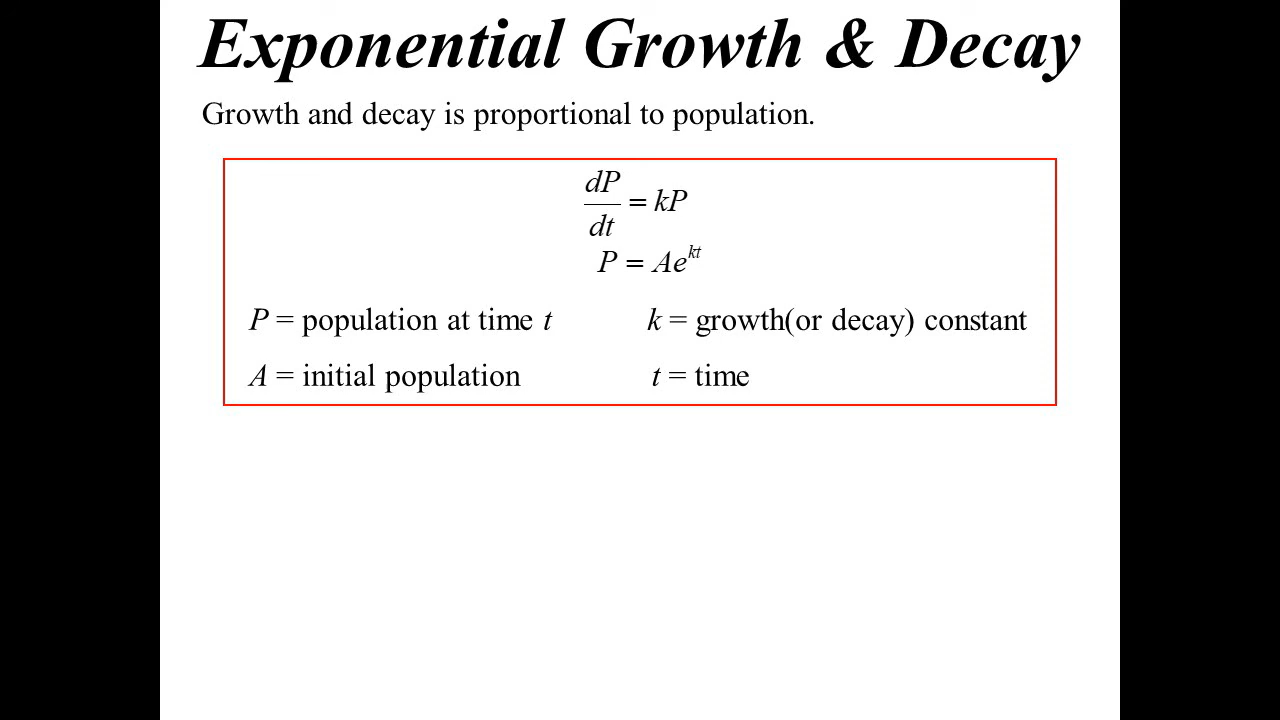 Exponential Growth & Decay
Growth and decay is proportional to population.
dP/dt = kP
P = Ae^kt
P = population at time t k = growth(or decay) constant
A = initial population t = time